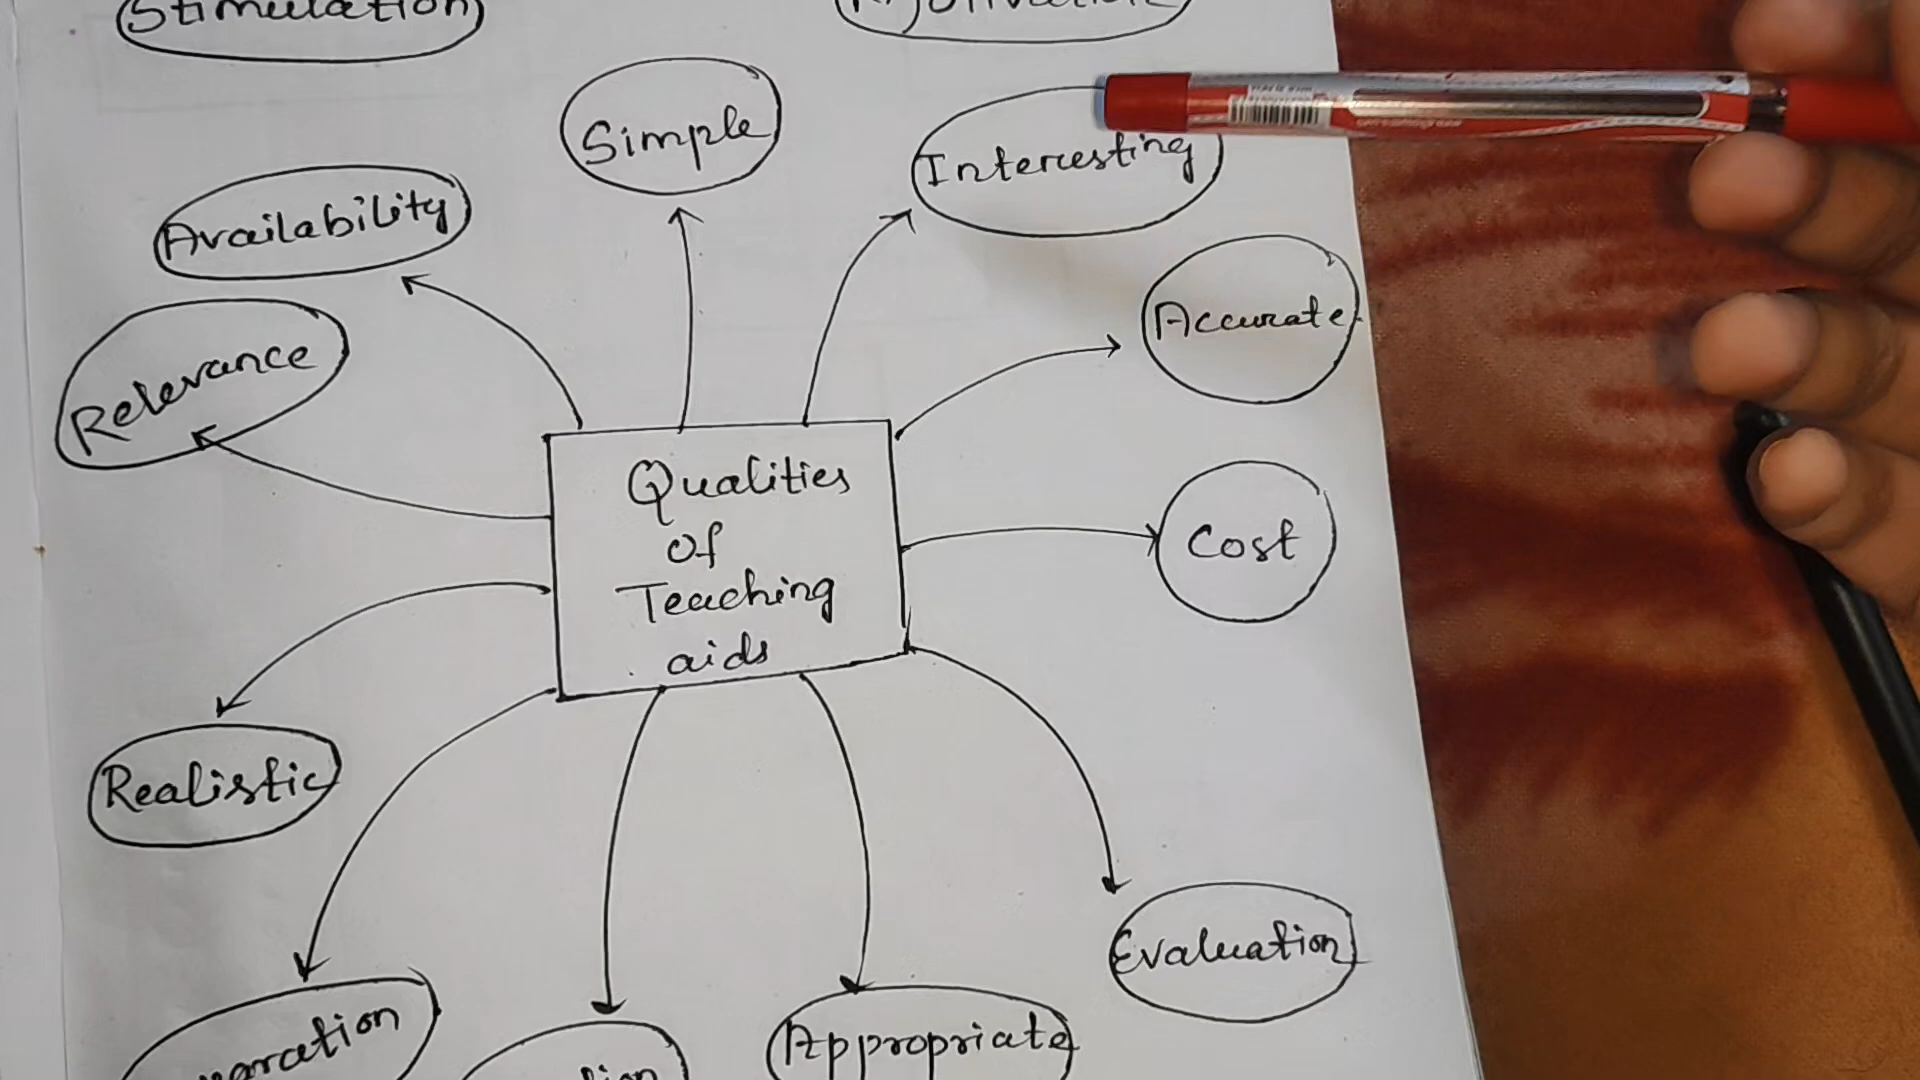 Stimulation
Simple
Interesting
Availability
Accurate
Relevance
Qualities
of
Teaching
aids
Cost
Realistic
Evaluation
Appropriate